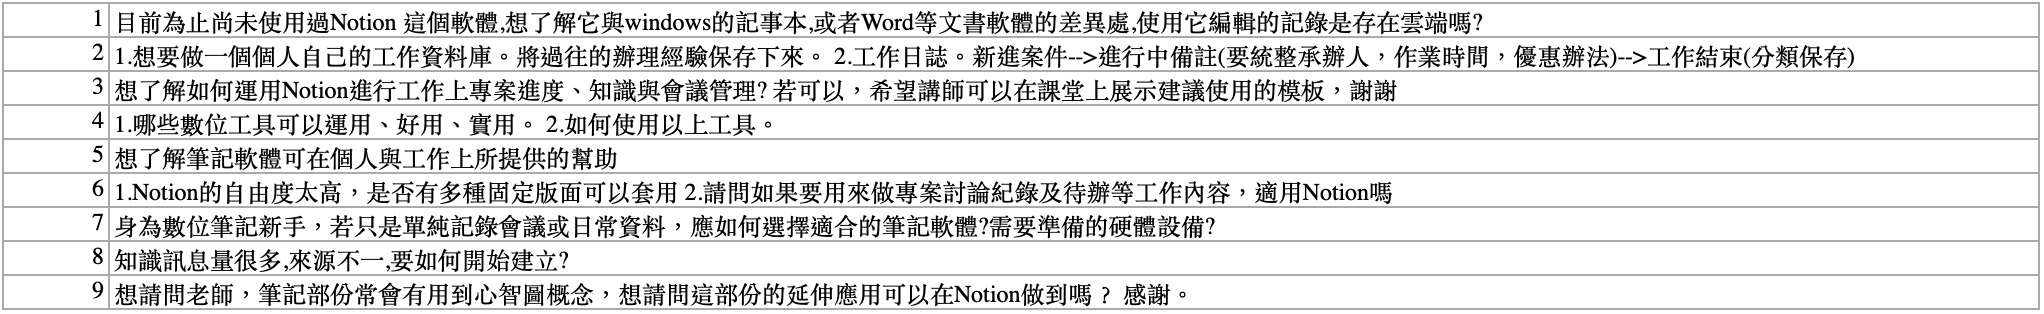 1 目前為止尚未使用過Notion 這個軟體,想了解它與windows的記事本,或者Word等文書軟體的差異處,使用它編輯的記錄是存在雲端嗎?
2 1.想要做一個個人自己的工作資料庫。將過往的辦理經驗保存下來。 2.工作日誌。新進案件-->進行中備註(要統整承辦人，作業時間，優惠辦法)-->工作結束(分類保存)
3 想了解如何運用Notion進行工作上專案進度、知識與會議管理? 若可以，希望講師可以在課堂上展示建議使用的模板，謝謝
4 1.哪些數位工具可以運用、好用、實用。 2.如何使用以上工具。
5 想了解筆記軟體可在個人與工作上所提供的幫助
6 1.Notion的自由度太高，是否有多種固定版面可以套用 2.請問如果要用來做專案討論紀錄及待辦等工作內容，適用Notion嗎
7 身為數位筆記新手，若只是單純記錄會議或日常資料，應如何選擇適合的筆記軟體?需要準備的硬體設備?
8 知識訊息量很多,來源不一,要如何開始建立?
9 想請問老師，筆記部份常會有用到心智圖概念，想請問這部份的延伸應用可以在Notion做到嗎？ 感謝。